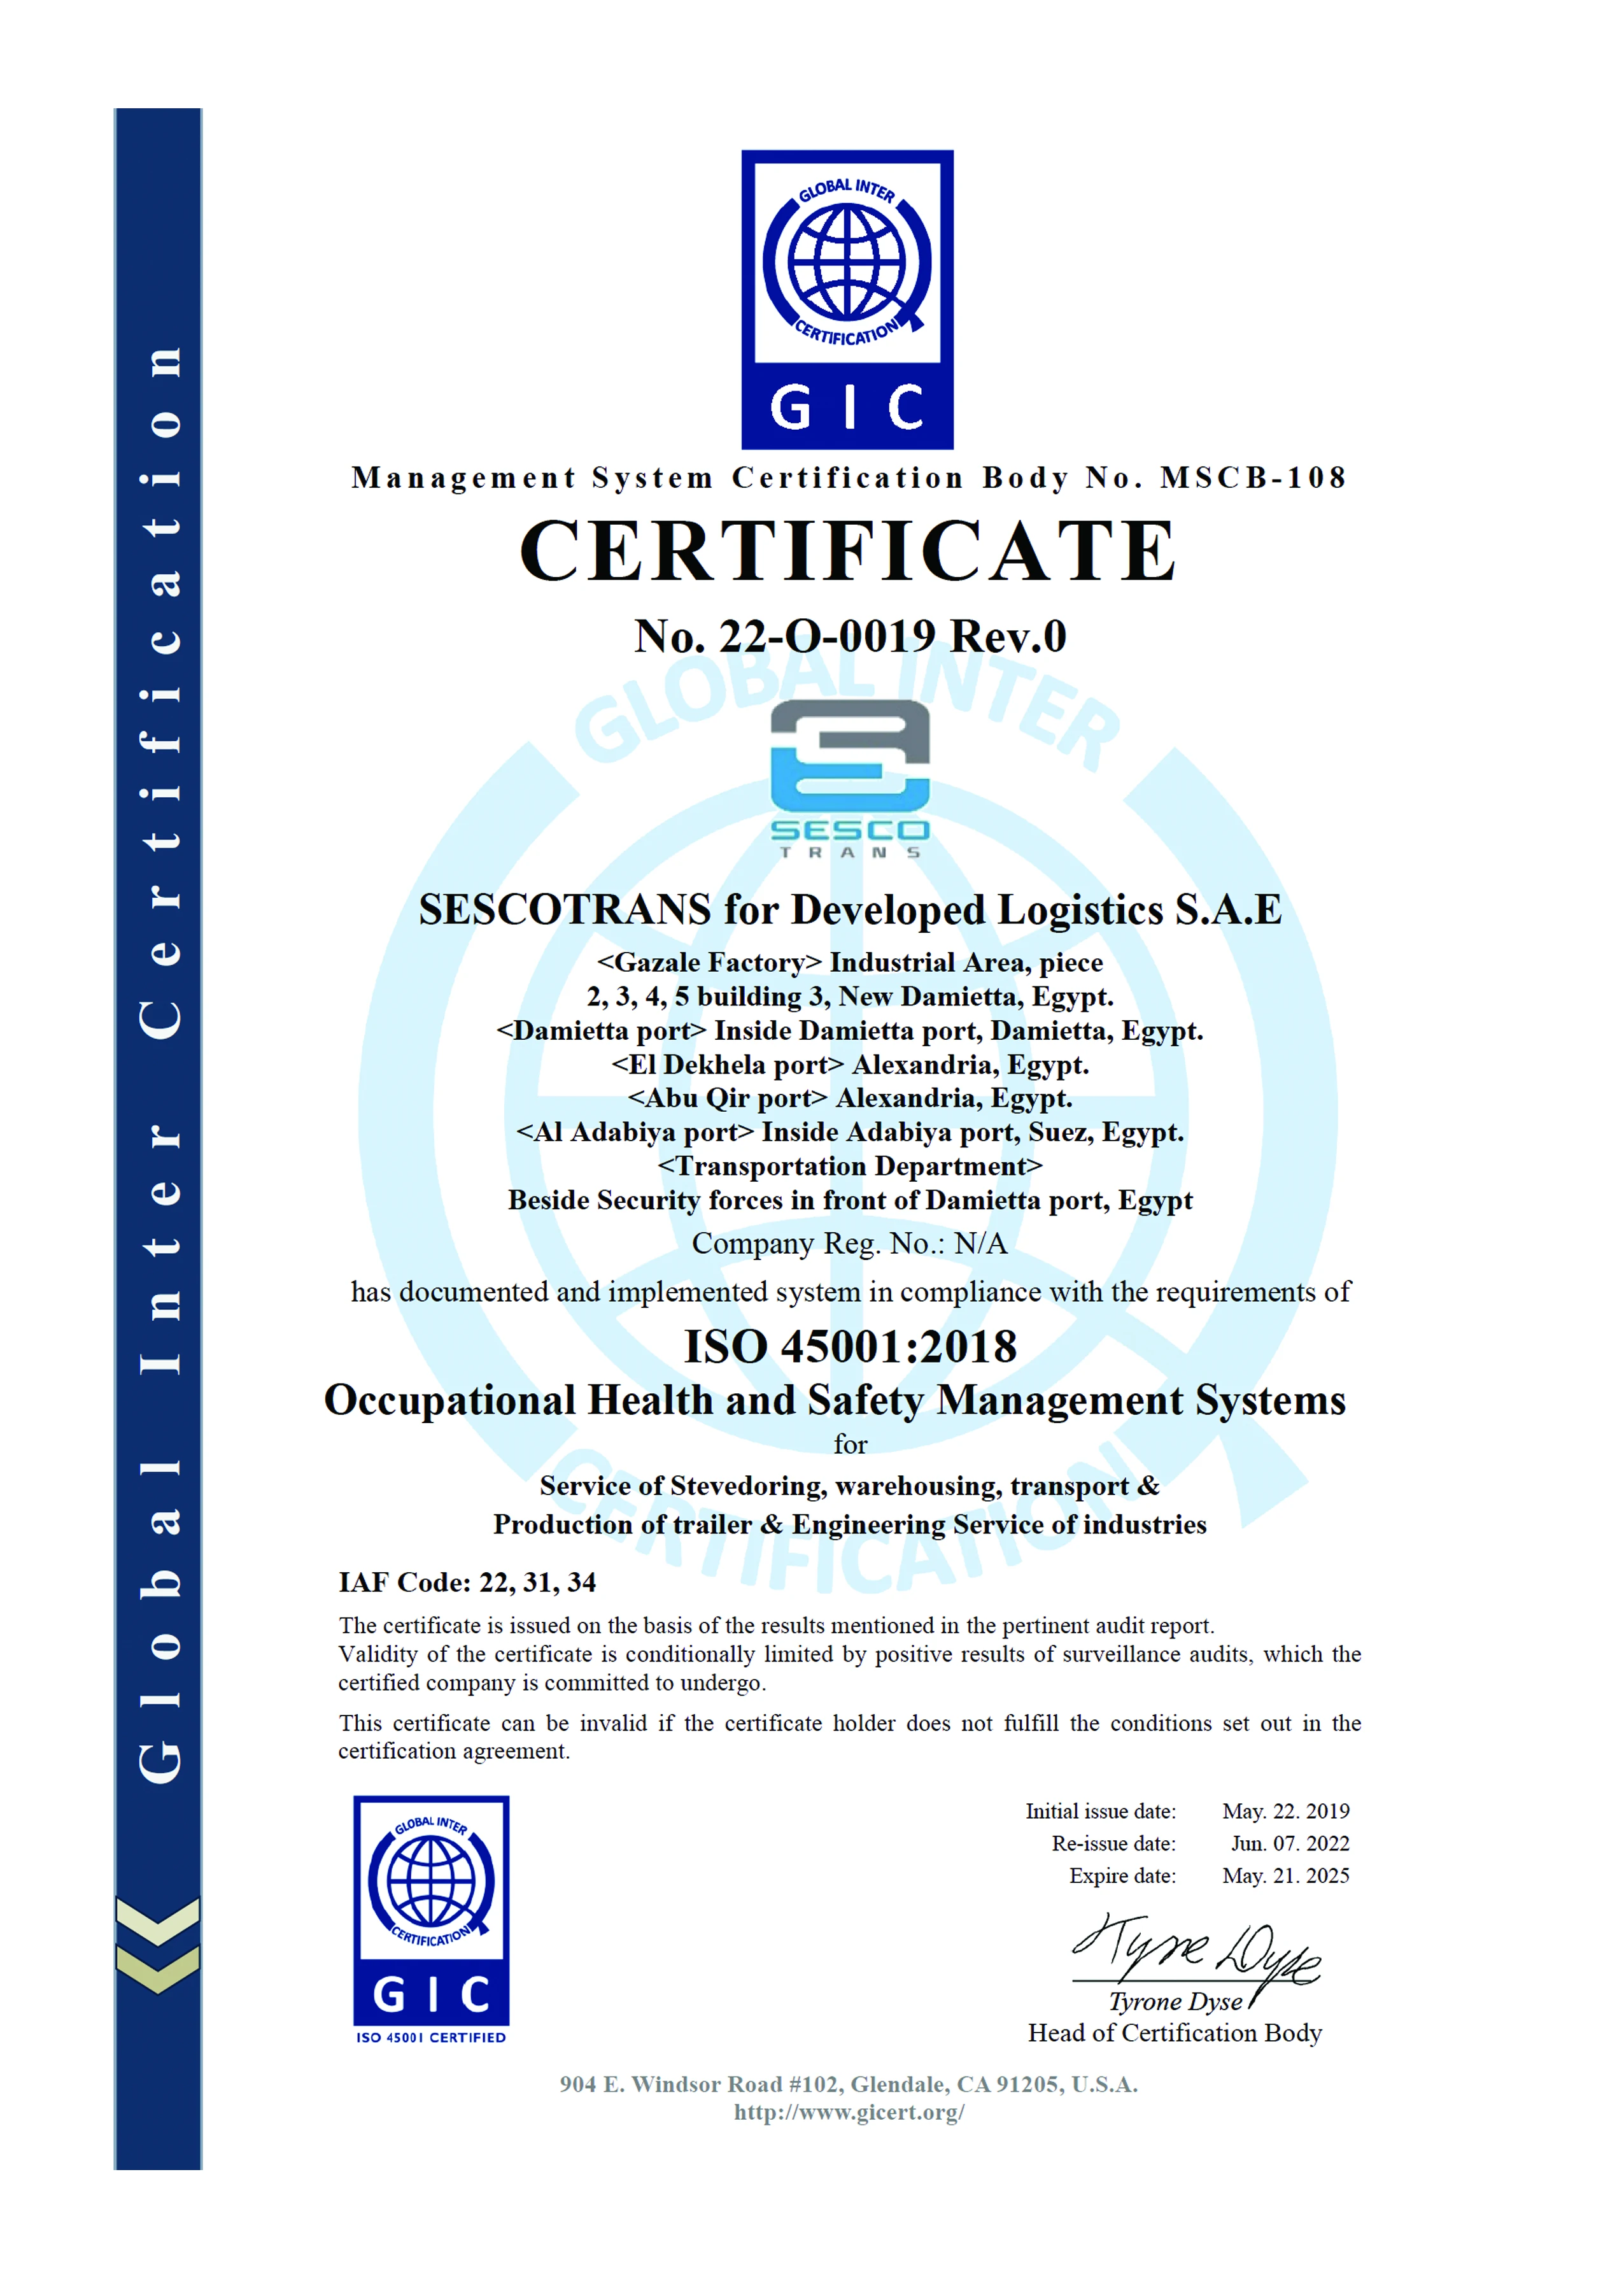 Global Inter Certification
GLOBAL INTER
CERTIFICATION
GIC
Management System Certification Body No. MSCB-108
CERTIFICATE
No. 22-O-0019 Rev.0
GLOBAL INTER
SESCO
TRANS
SESCOTRANS for Developed Logistics S.A.E
<Gazale Factory> Industrial Area, piece
2, 3, 4, 5 building 3, New Damietta, Egypt.
<Damietta port> Inside Damietta port, Damietta, Egypt.
<El Dekhela port> Alexandria, Egypt.
<Abu Qir port> Alexandria, Egypt.
<Al Adabiya port> Inside Adabiya port, Suez, Egypt.
<Transportation Department>
Beside Security forces in front of Damietta port, Egypt
Company Reg. No.: N/A
has documented and implemented system in compliance with the requirements of
ISO 45001:2018
Occupational Health and Safety Management Systems
for
Service of Stevedoring, warehousing, transport &
Production of trailer & Engineering Service of industries
CERTIFICATION
IAF Code: 22, 31, 34
The certificate is issued on the basis of the results mentioned in the pertinent audit report.
Validity of the certificate is conditionally limited by positive results of surveillance audits, which the
certified company is committed to undergo.
This certificate can be invalid if the certificate holder does not fulfill the conditions set out in the
certification agreement.
GLOBAL INTER
CERTIFICATION
GIC
ISO 45001 CERTIFIED
Initial issue date: May. 22. 2019
Re-issue date: Jun. 07. 2022
Expire date: May. 21. 2025
Tyrone Dyse
Head of Certification Body
904 E. Windsor Road #102, Glendale, CA 91205, U.S.A.
http://www.gicert.org/